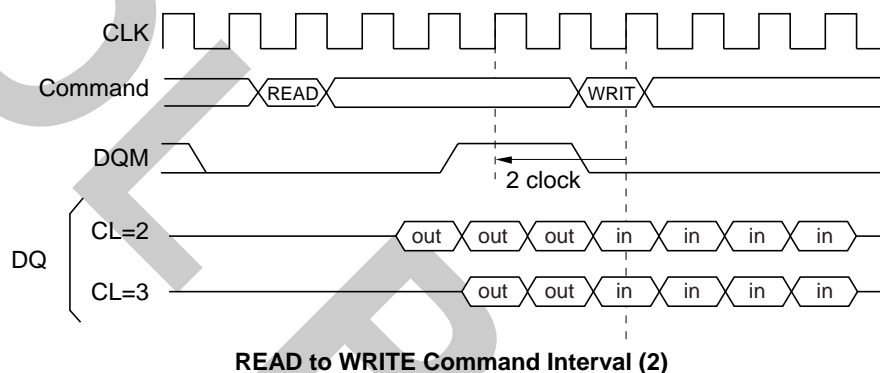 CLK
Command READ WRIT
DQM
2 clock
DQ
CL=2 out out out in in in in
CL=3 out out in in in in
READ to WRITE Command Interval (2)